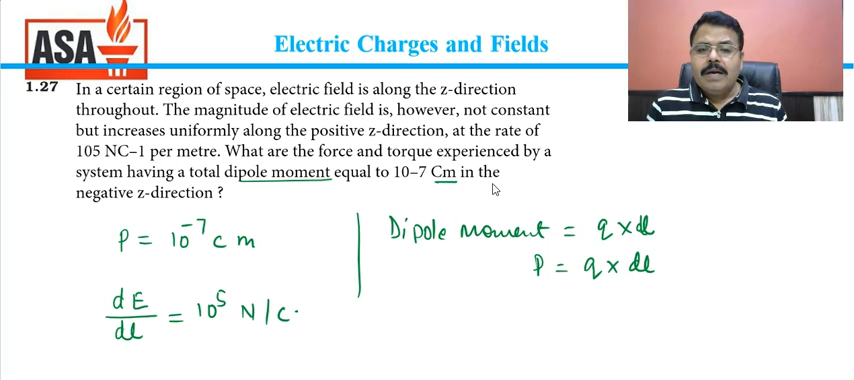 ASA
Electric Charges and Fields
1.27 In a certain region of space, electric field is along the z-direction
throughout. The magnitude of electric field is, however, not constant
but increases uniformly along the positive z-direction, at the rate of
105 NC–1 per metre. What are the force and torque experienced by a
system having a total dipole moment equal to 10–7 Cm in the
negative z-direction ?
P = 10⁻⁷ c m
dE/dl = 10⁵ N/C.
Dipole Moment = q × dl
P = q × dl